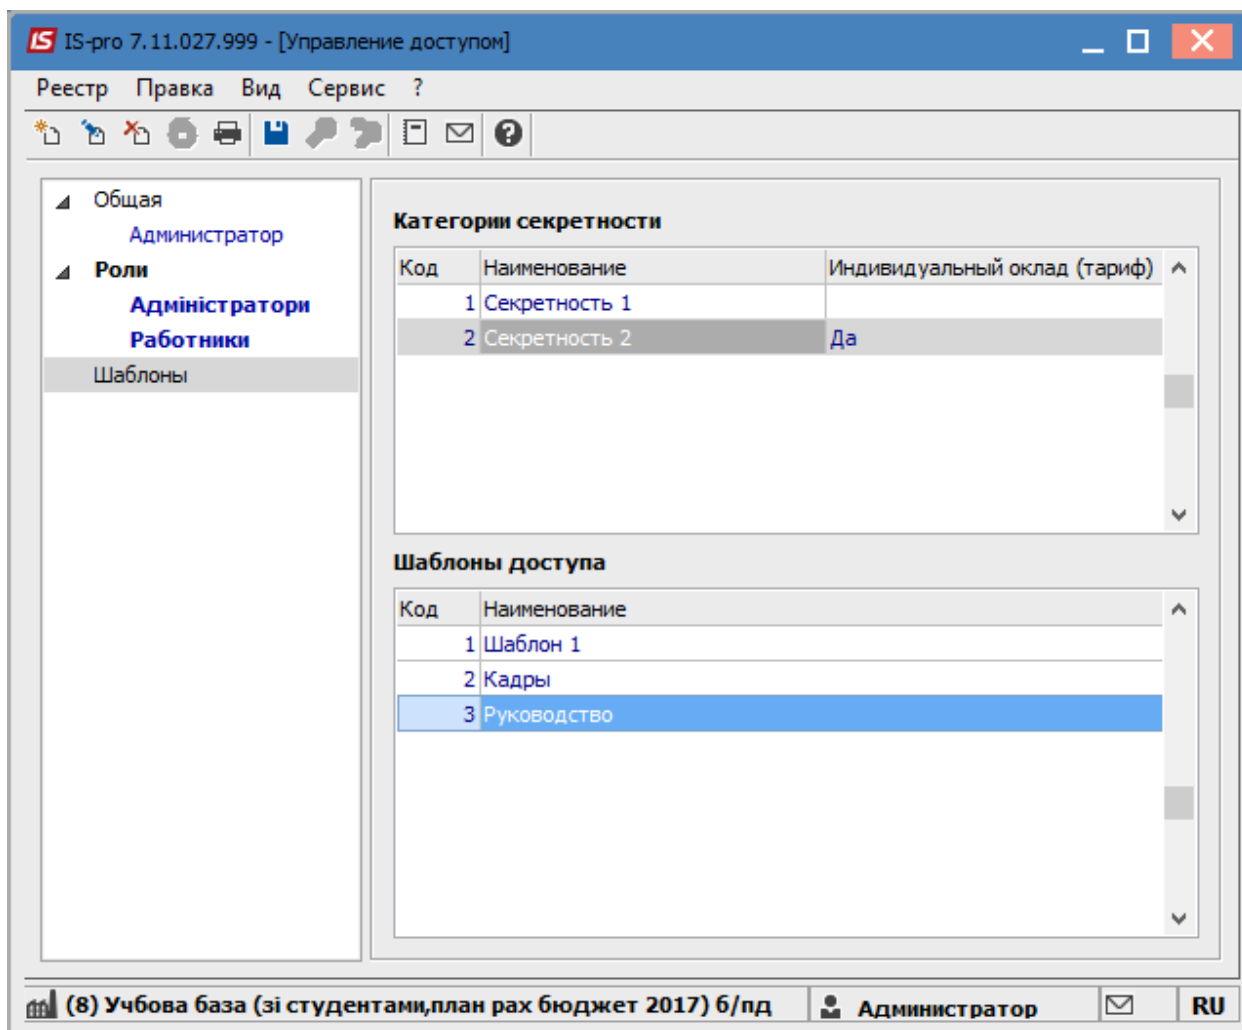 IS IS-pro 7.11.027.999 - [Управление доступом]
Реестр Правка Вид Сервис ?
Общая
Администратор
Роли
Адміністратори
Работники
Шаблоны
Категории секретности
Код Наименование Индивидуальный оклад (тариф)
1 Секретность 1
2 Секретность 2 Да
Шаблоны доступа
Код Наименование
1 Шаблон 1
2 Кадры
3 Руководство
(8) Учбова база (зі студентами,план рах бюджет 2017) б/пд Администратор RU